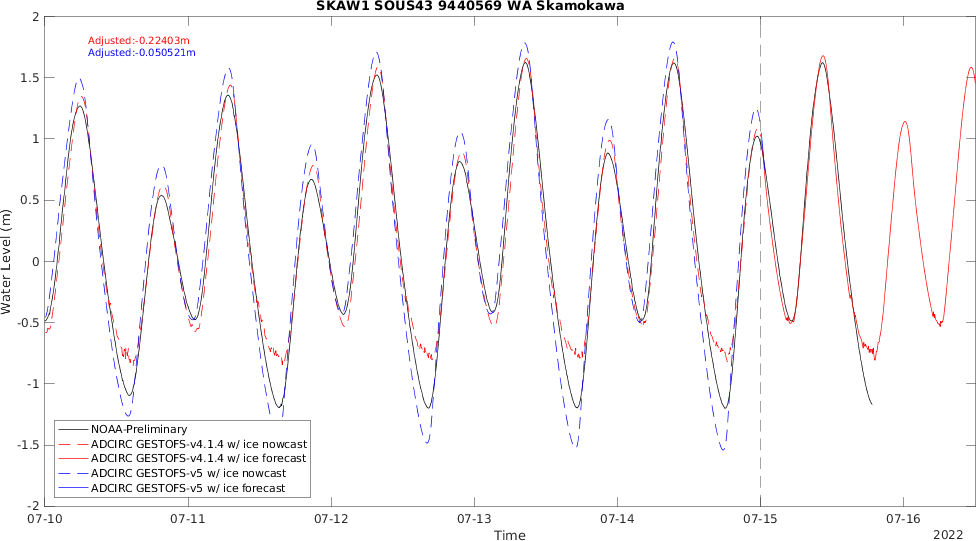 SKAW1 SOUS43 9440569 WA Skamokawa
Adjusted:-0.22403m
Adjusted:-0.050521m
2
1.5
1
0.5
0
-0.5
-1
-1.5
-2
Water Level (m)
NOAA-Preliminary
ADCIRC GESTOFS-v4.1.4 w/ ice nowcast
ADCIRC GESTOFS-v4.1.4 w/ ice forecast
ADCIRC GESTOFS-v5 w/ ice nowcast
ADCIRC GESTOFS-v5 w/ ice forecast
07-10 07-11 07-12 07-13 07-14 07-15 07-16
Time
2022